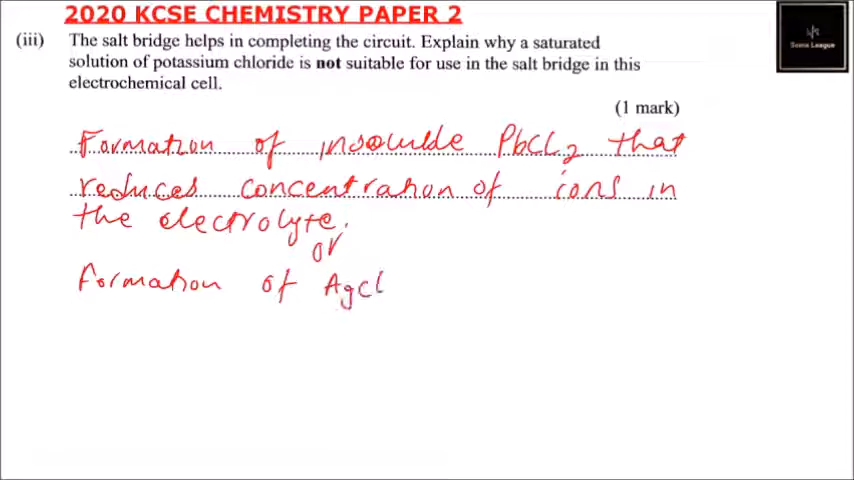 2020 KCSE CHEMISTRY PAPER 2
(iii) The salt bridge helps in completing the circuit. Explain why a saturated
solution of potassium chloride is not suitable for use in the salt bridge in this
electrochemical cell.
(1 mark)
Soma League
Formation of insoluble PbCl2 that
reduces concentration of ions in
the electrolyte.
or
Formation of AgCl